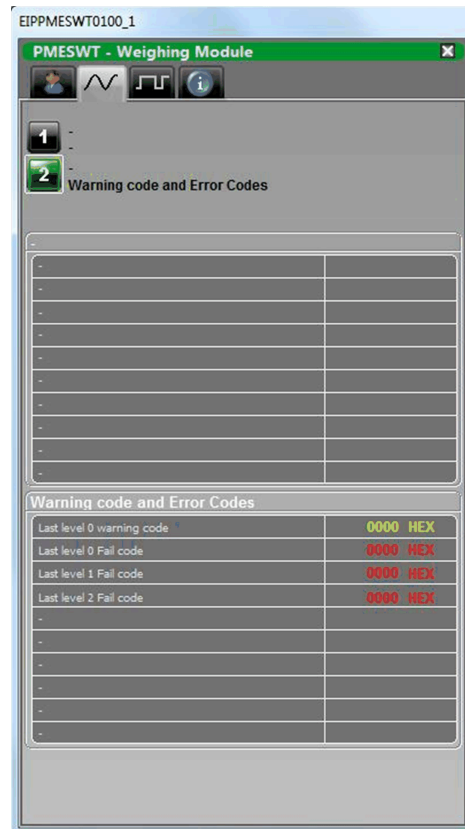 EIPPMESWT0100_1
PMESWT - Weighing Module
1 -
-
2 -
Warning code and Error Codes
-
-
-
-
-
-
-
-
-
-
-
Warning code and Error Codes
Last level 0 warning code 0000 HEX
Last level 0 Fail code 0000 HEX
Last level 1 Fail code 0000 HEX
Last level 2 Fail code 0000 HEX
-
-
-
-
-
-